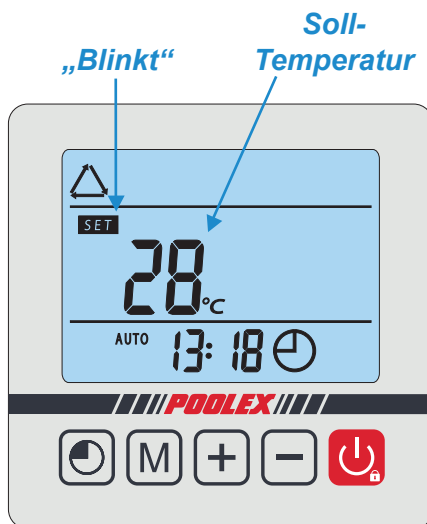 Soll-
„Blinkt“ Temperatur
SET
28°C
AUTO 13:18
POOLEX
M + -